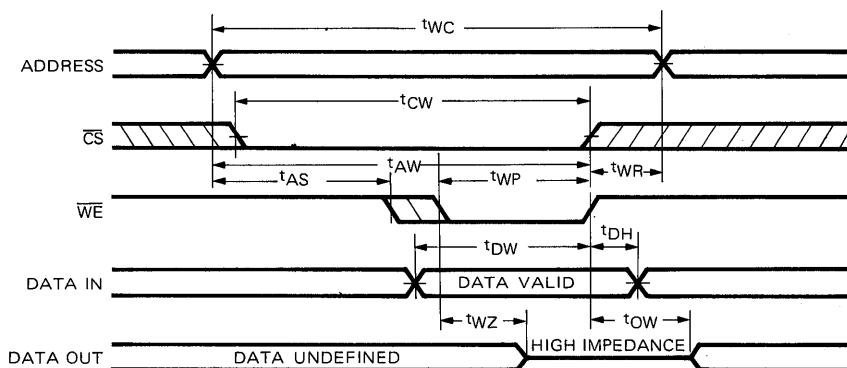 tWC
ADDRESS
tCW
CS
tAW
tAS
tWP
tWR
WE
tDW
tDH
DATA IN
DATA VALID
tWZ
tOW
DATA OUT
DATA UNDEFINED
HIGH IMPEDANCE